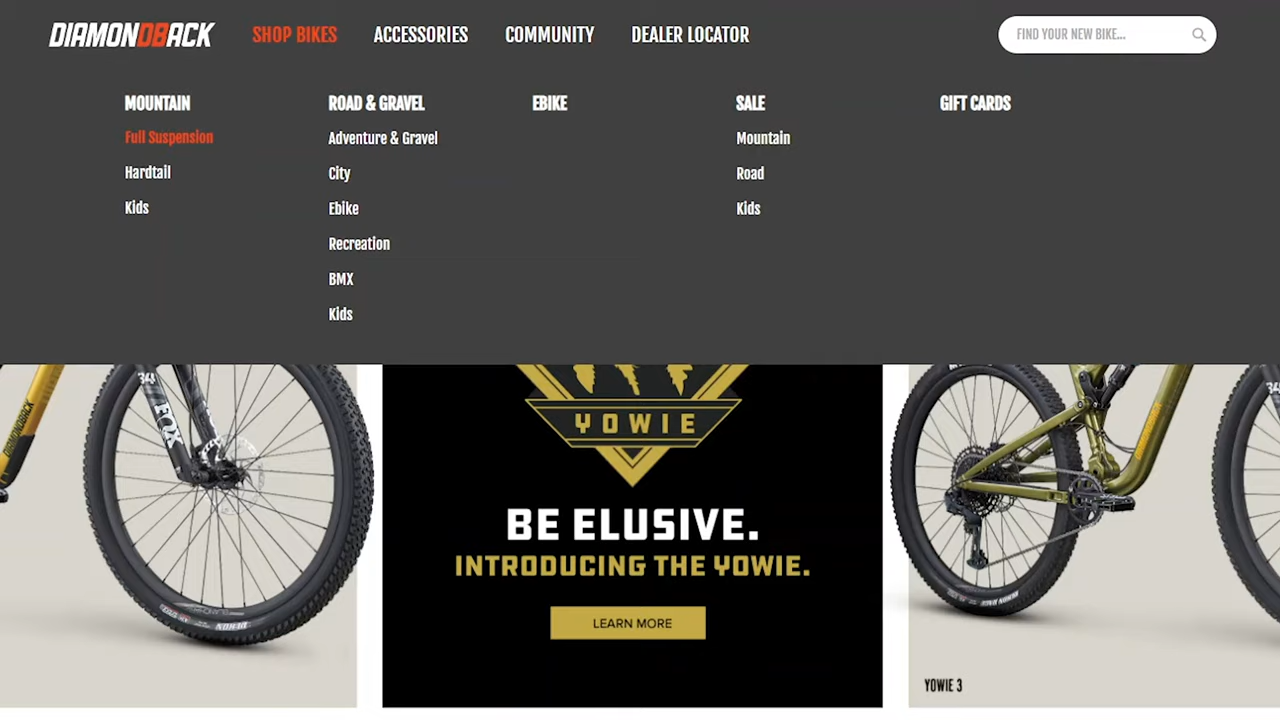 DIAMONDBACK
SHOP BIKES
ACCESSORIES
COMMUNITY
DEALER LOCATOR
FIND YOUR NEW BIKE...
MOUNTAIN
Full Suspension
Hardtail
Kids
ROAD & GRAVEL
Adventure & Gravel
City
Ebike
Recreation
BMX
Kids
EBIKE
SALE
Mountain
Road
Kids
GIFT CARDS
DIAMONDBACK
34
FOX
YOWIE
BE ELUSIVE.
INTRODUCING THE YOWIE.
LEARN MORE
YOWIE 3